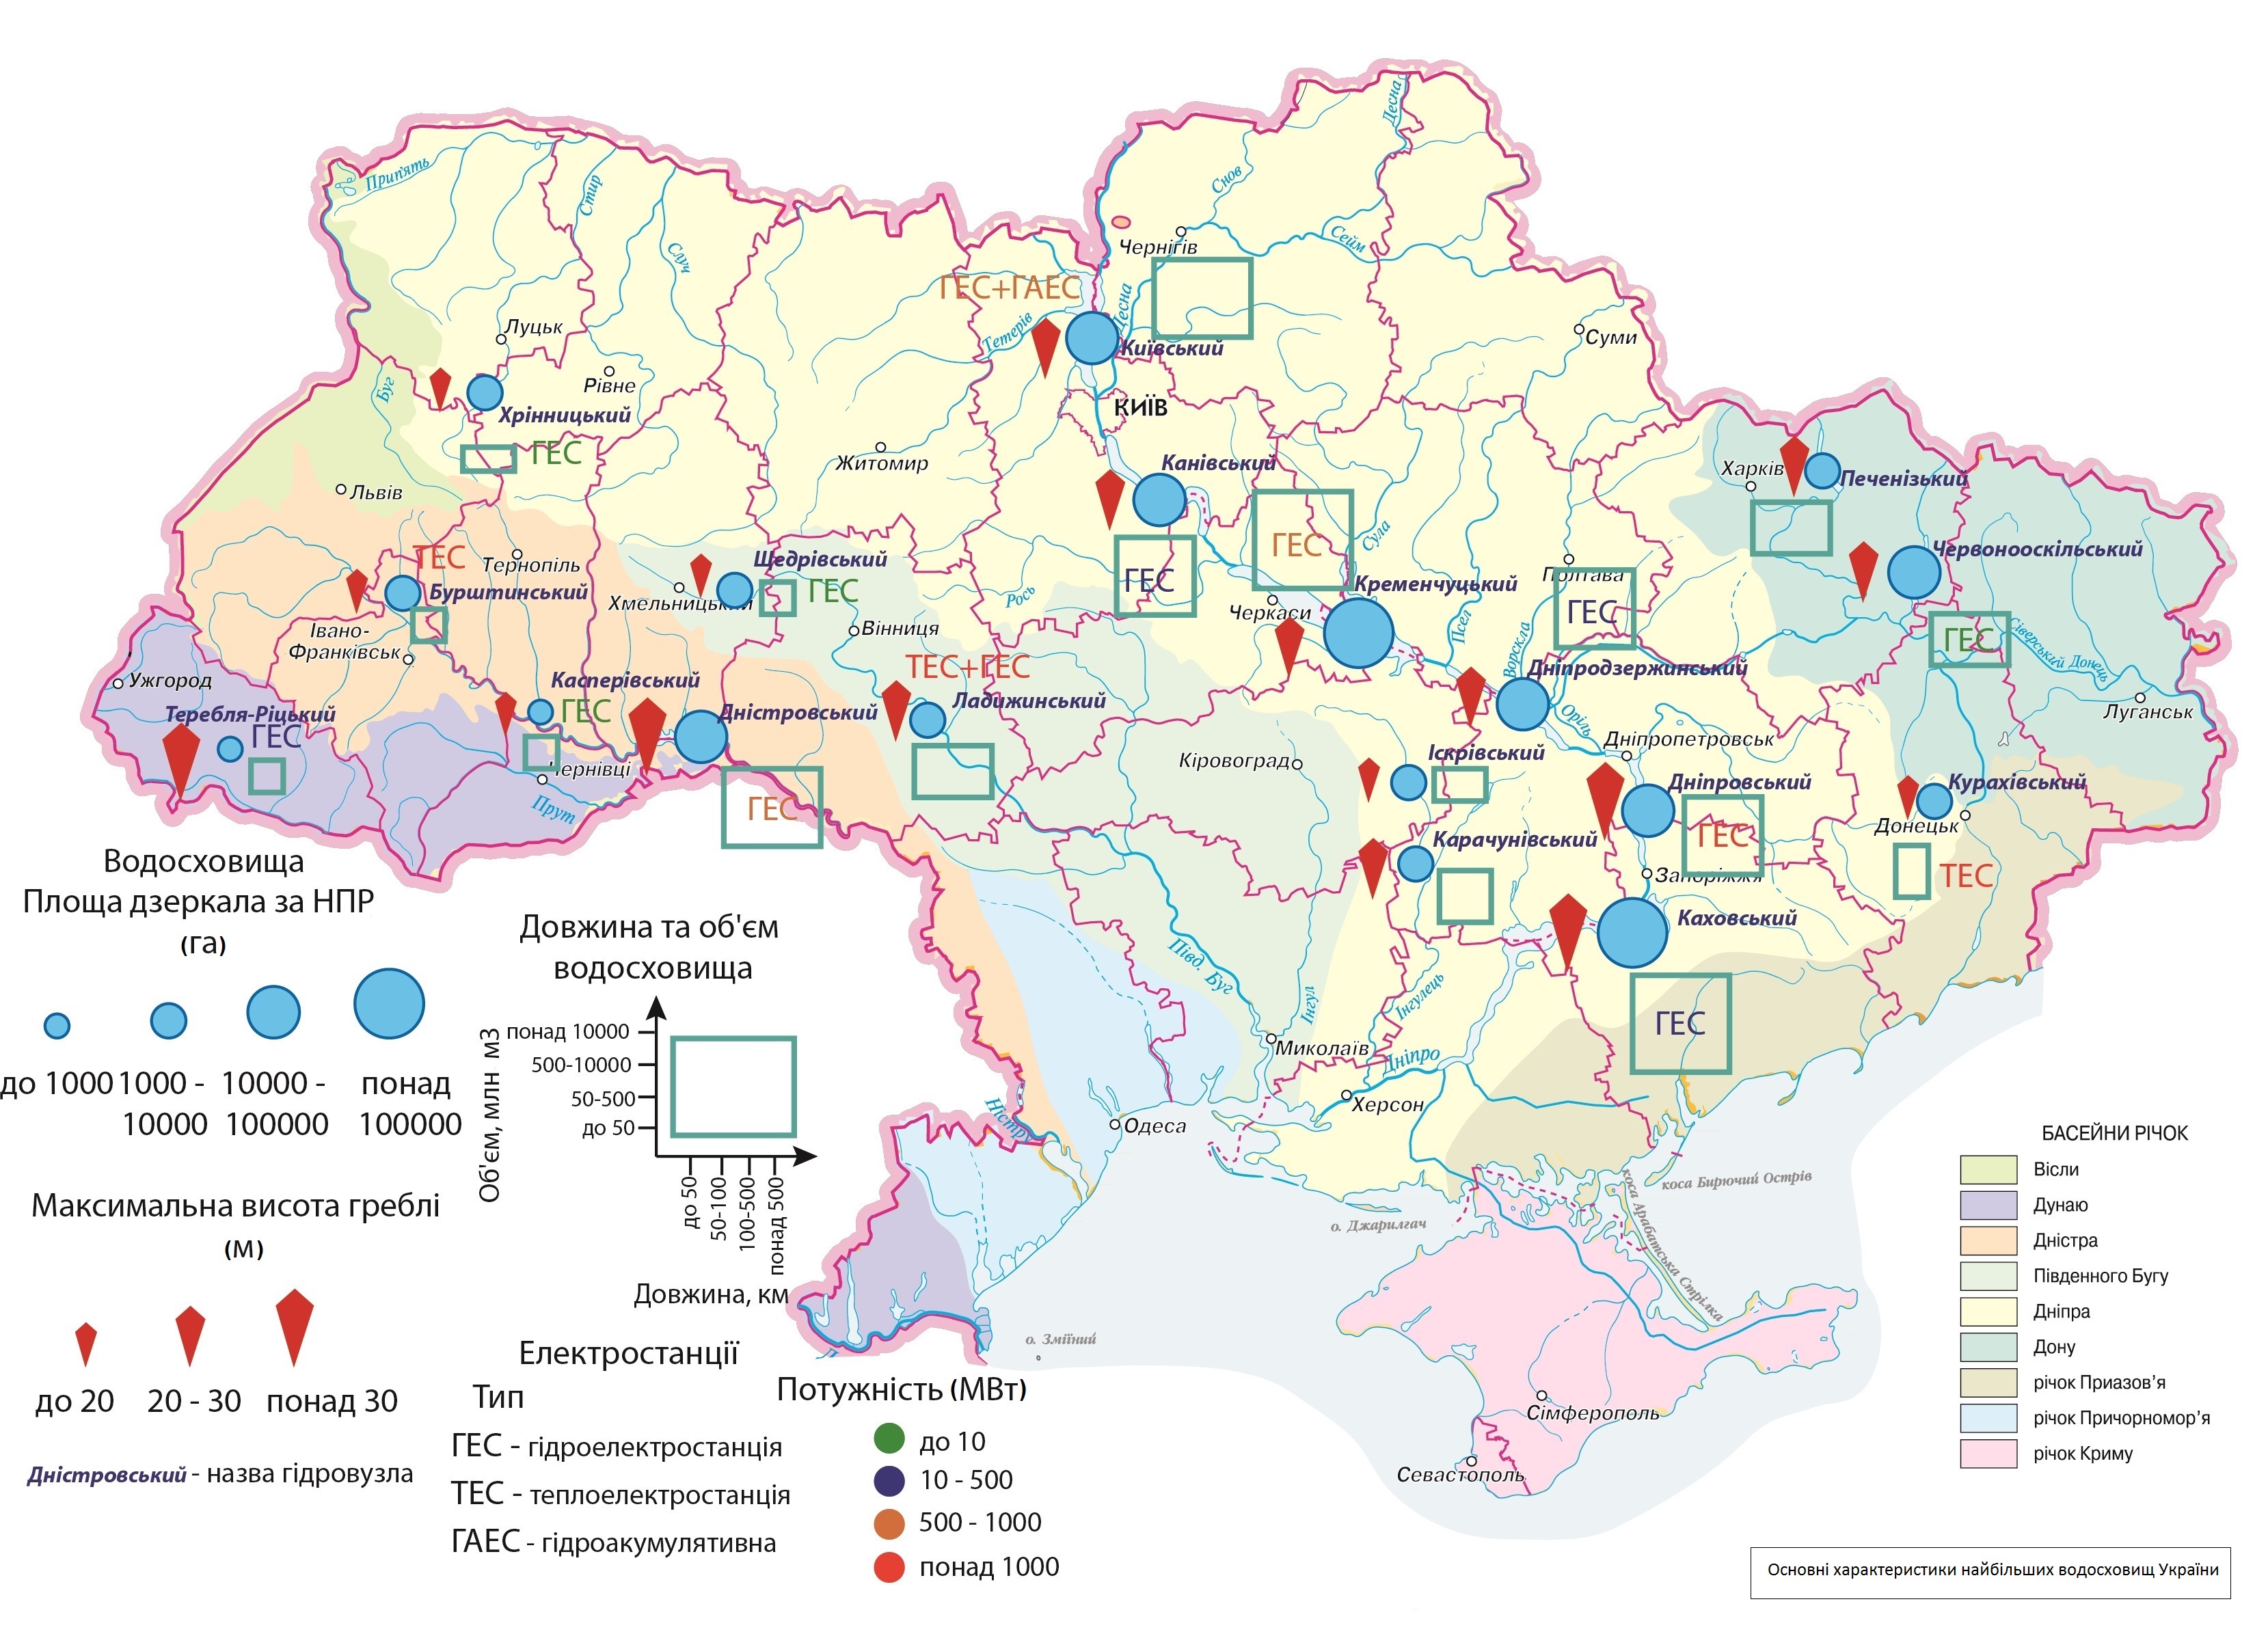 Десна
Прип'ять
Стир
Снов
Случ
Чернігів
Сейм
ГЕС+ГАЕС
Десна
Тетерів
Київський
Луцьк
Суми
Рівне
Буг
КИЇВ
Хрінницький
ГЕС
Житомир
Канівський
Харків
Печенізький
Львів
Сула
ГЕС
Червонооскільський
ТЕС
Тернопіль
Щедрівський
ГЕС
Хмельницький
Бурштинський
Рось
ГЕС
Кременчуцький
Полтава
ГЕС
Черкаси
Івано-
Франківськ
Вінниця
Псел
Ворскла
ГЕС
Сіверський Донець
ТЕС+ГЕС
Ладижинський
Дніпродзержинський
Ужгород
Касперівський
ГЕС
Дністровський
Теребля-Ріцький
ГЕС
Оріль
Луганськ
Дніпропетровськ
Кіровоград
Іскрівський
Дніпровський
Курахівський
Чернівці
Прут
ГЕС
ГЕС
Донецьк
Карачунівський
Запоріжжя
ТЕС
Каховський
Півд. Буг
Інгул
Інгулець
ГЕС
Миколаїв
Дніпро
Херсон
Одеса
Ністру
коса Бирючий Острів
коса Арабатська Стрілка
о. Джарилгач
о. Зміїний
Сімферополь
Севастополь
Водосховища
Площа дзеркала за НПР
(га)
до 1000
1000 -
10000
10000 -
100000
понад
100000
Максимальна висота греблі
(м)
до 20
20 - 30
понад 30
Дністровський - назва гідровузла
Довжина та об'єм
водосховища
Об'єм, млн м3
понад 10000
500-10000
50-500
до 50
до 50
50-100
100-500
понад 500
Довжина, км
Електростанції
Тип
ГЕС - гідроелектростанція
ТЕС - теплоелектростанція
ГАЕС - гідроакумулятивна
Потужність (МВт)
до 10
10 - 500
500 - 1000
понад 1000
БАСЕЙНИ РІЧОК
Вісли
Дунаю
Дністра
Південного Бугу
Дніпра
Дону
річок Приазов'я
річок Причорномор'я
річок Криму
Основні характеристики найбільших водосховищ України